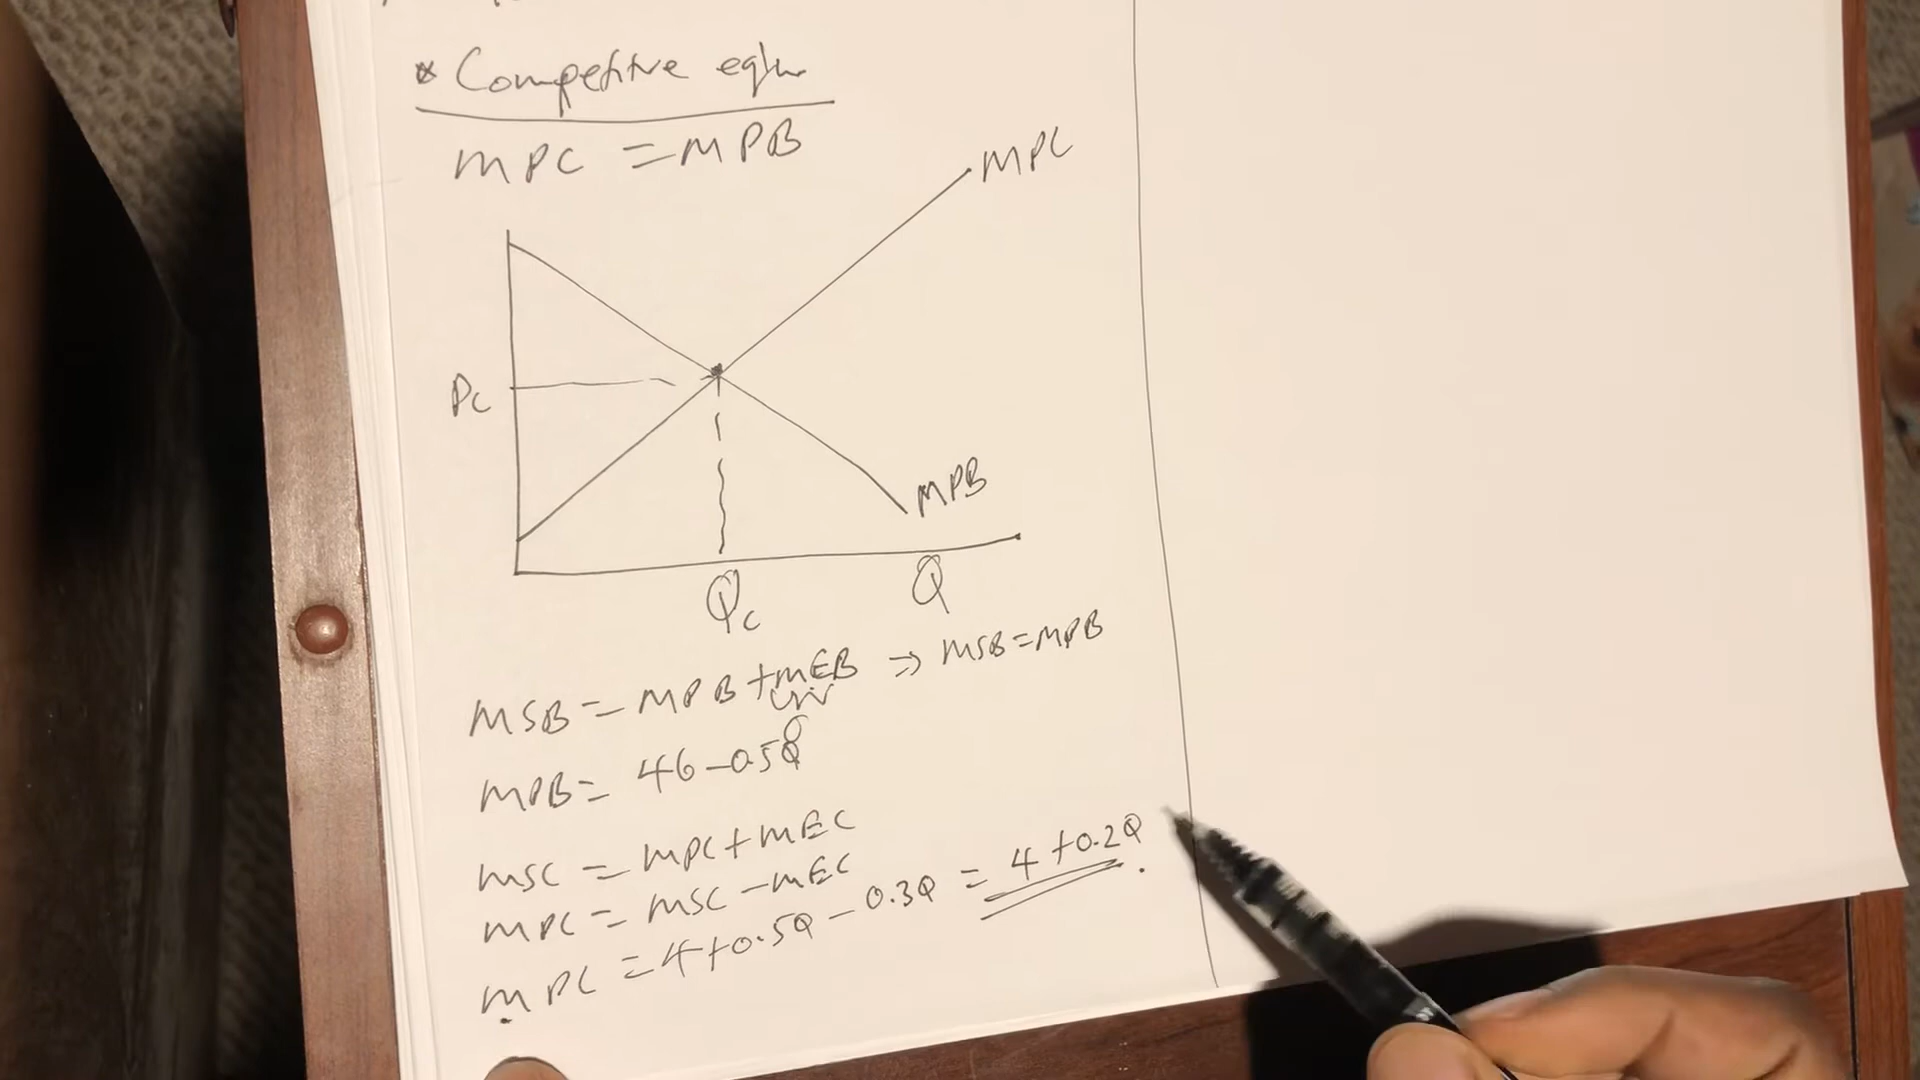 * Competitive eqlm
MPC = MPB
MPC
Pc
MPB
Qc
Q
MSB = MPB + MEB => MSB = MPB
0
MPB = 46 - 0.5Q
MSC = MPC + MEC
MPC = MSC - MEC
MPC = 4 + 0.5Q - 0.3Q = 4 + 0.2Q